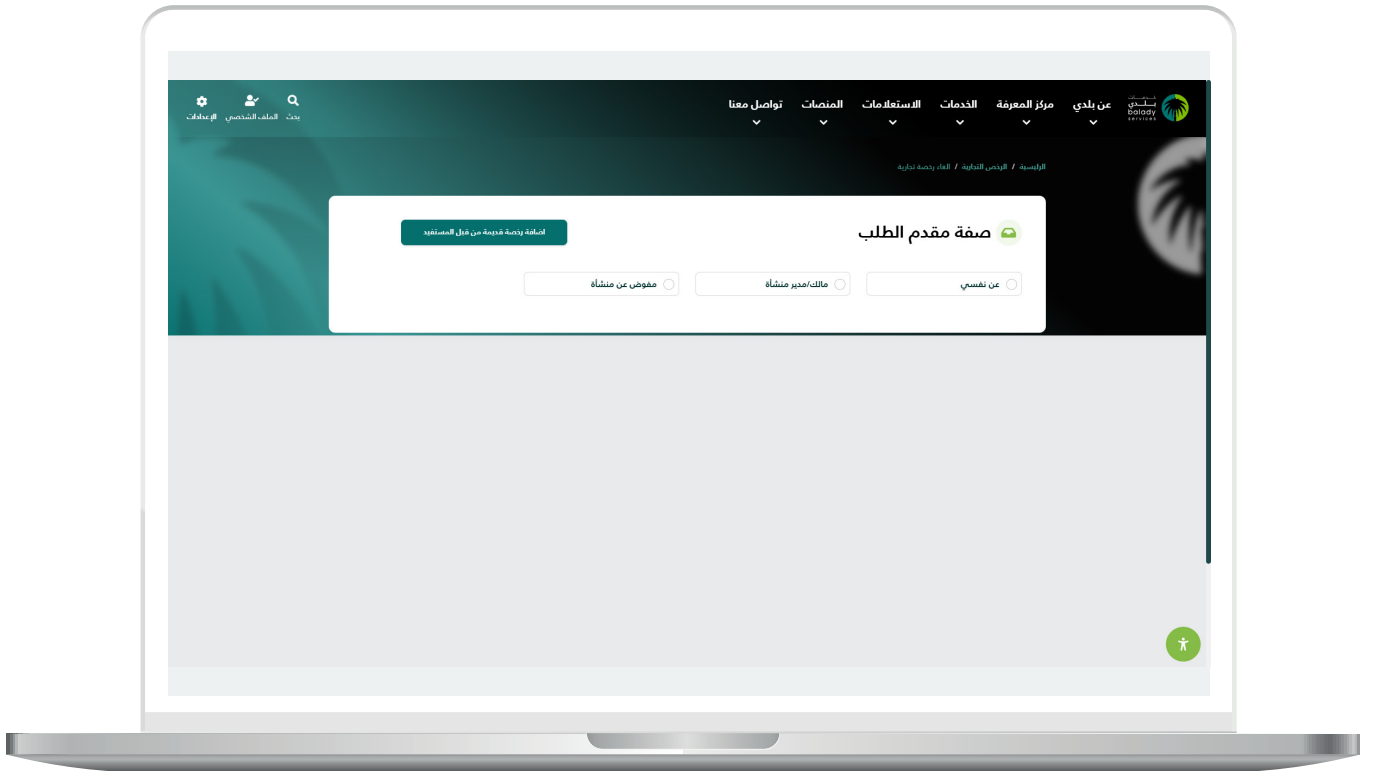 خدمات
بلدي
balady
services
عن بلدي
مركز المعرفة
الخدمات
الاستعلامات
المنصات
تواصل معنا
بحث
الملف الشخصي
الإعدادات
الرئيسية / الرخص التجارية / الغاء رخصة تجارية
صفة مقدم الطلب
اضافة رخصة قديمة من قبل المستفيد
عن نفسي
مالك/مدير منشأة
مفوض عن منشأة